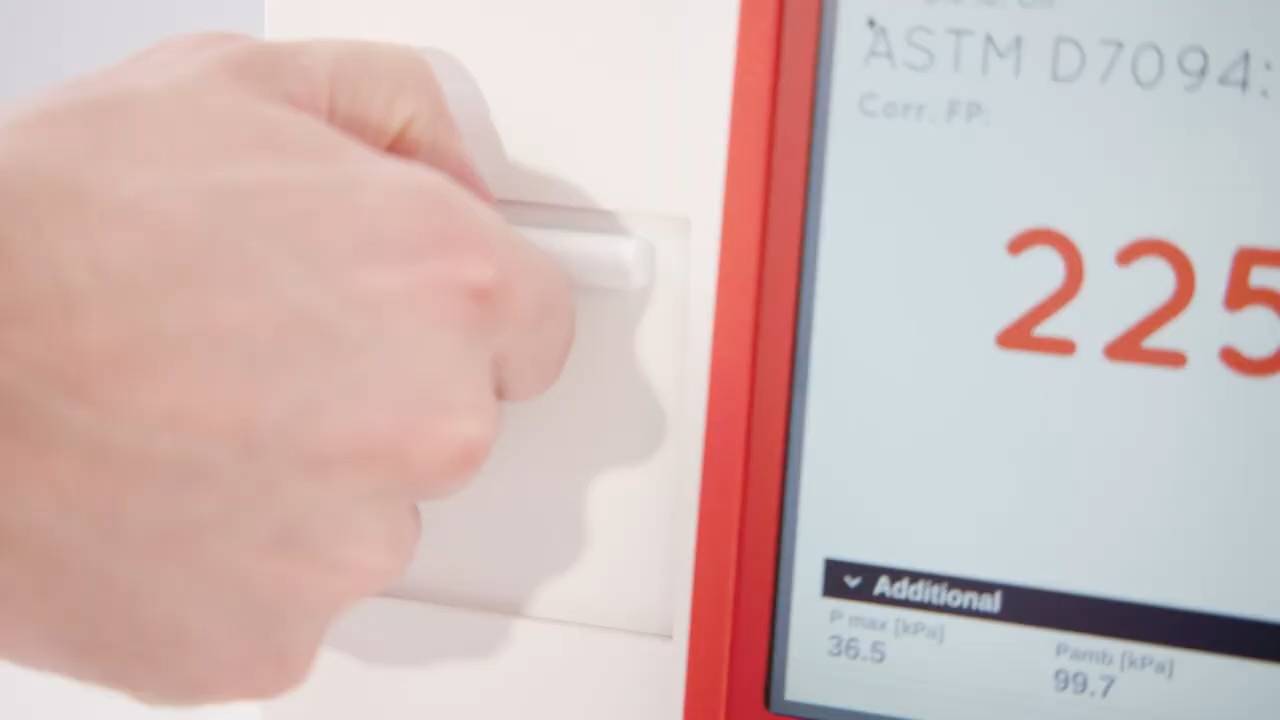 ASTM D7094:
Corr. FP:
225
Additional
P max [kPa]
36.5
Pamb [kPa]
99.7